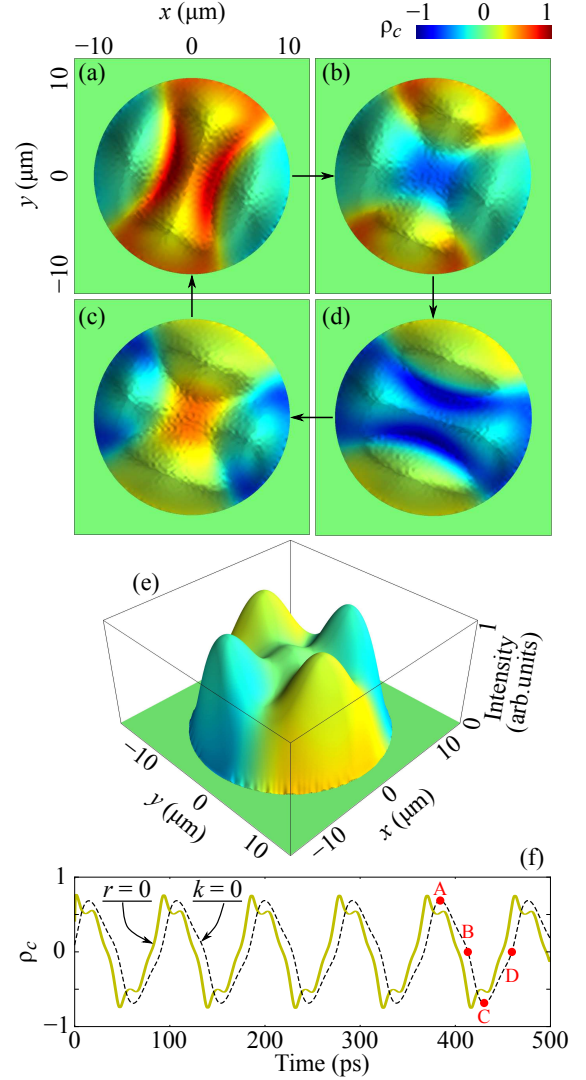 x (μm)
−10 0 10
ρc −1 0 1
y (μm)
10
0
−10
(a)
(b)
(c)
(d)
(e)
1
0
Intensity
(arb.units)
−10
0
10
y (μm)
10
0
−10
x (μm)
(f)
1
0
−1
ρc
r = 0
k = 0
A
B
C
D
0 100 200 300 400 500
Time (ps)